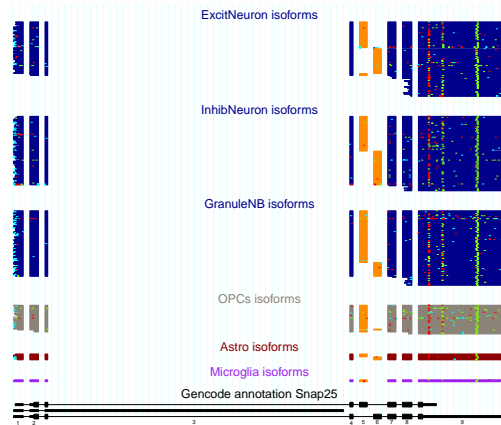 ExcitNeuron isoforms
InhibNeuron isoforms
GranuleNB isoforms
OPCs isoforms
Astro isoforms
Microglia isoforms
Gencode annotation Snap25
1 2 3 4 5 6 7 8 9